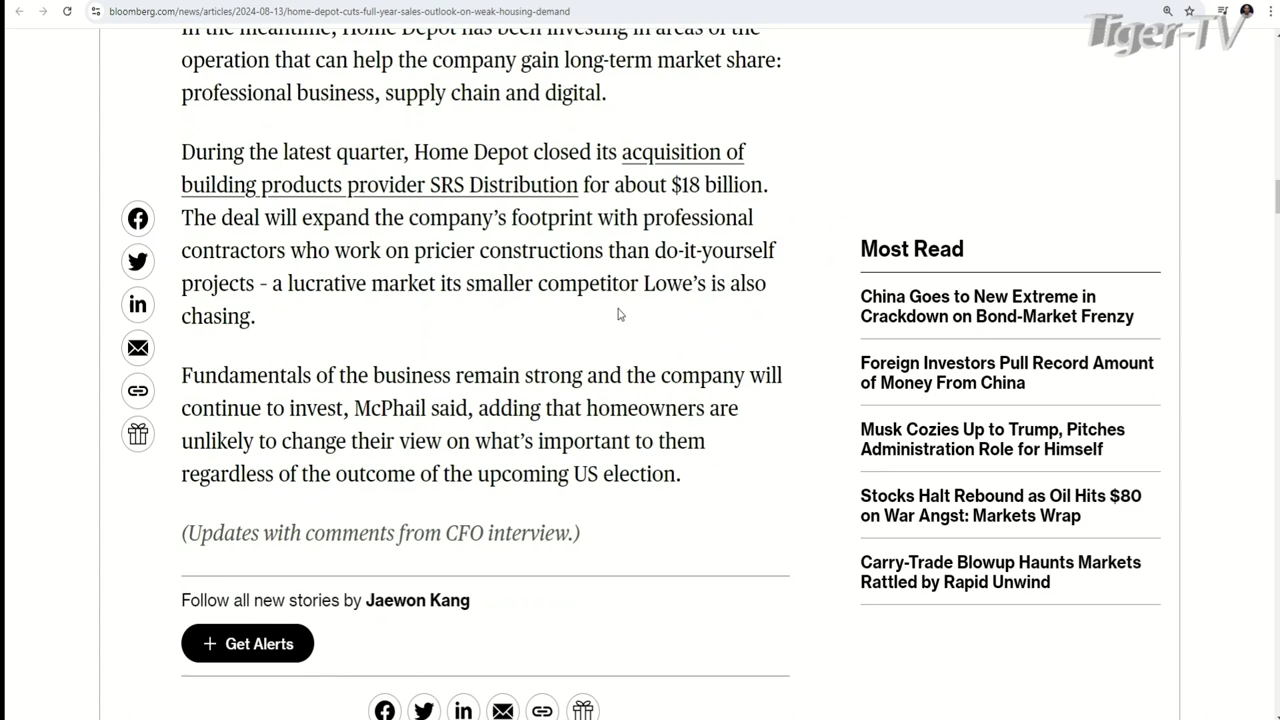 bloomberg.com/news/articles/2024-08-13/home-depot-cuts-full-year-sales-outlook-on-weak-housing-demand
Tiger-TV
In the meantime, Home Depot has been investing in areas of the
operation that can help the company gain long-term market share:
professional business, supply chain and digital.
During the latest quarter, Home Depot closed its acquisition of
building products provider SRS Distribution for about $18 billion.
The deal will expand the company’s footprint with professional
contractors who work on pricier constructions than do-it-yourself
projects – a lucrative market its smaller competitor Lowe’s is also
chasing.
Fundamentals of the business remain strong and the company will
continue to invest, McPhail said, adding that homeowners are
unlikely to change their view on what’s important to them
regardless of the outcome of the upcoming US election.
(Updates with comments from CFO interview.)
Follow all new stories by Jaewon Kang
+ Get Alerts
Most Read
China Goes to New Extreme in
Crackdown on Bond-Market Frenzy
Foreign Investors Pull Record Amount
of Money From China
Musk Cozies Up to Trump, Pitches
Administration Role for Himself
Stocks Halt Rebound as Oil Hits $80
on War Angst: Markets Wrap
Carry-Trade Blowup Haunts Markets
Rattled by Rapid Unwind